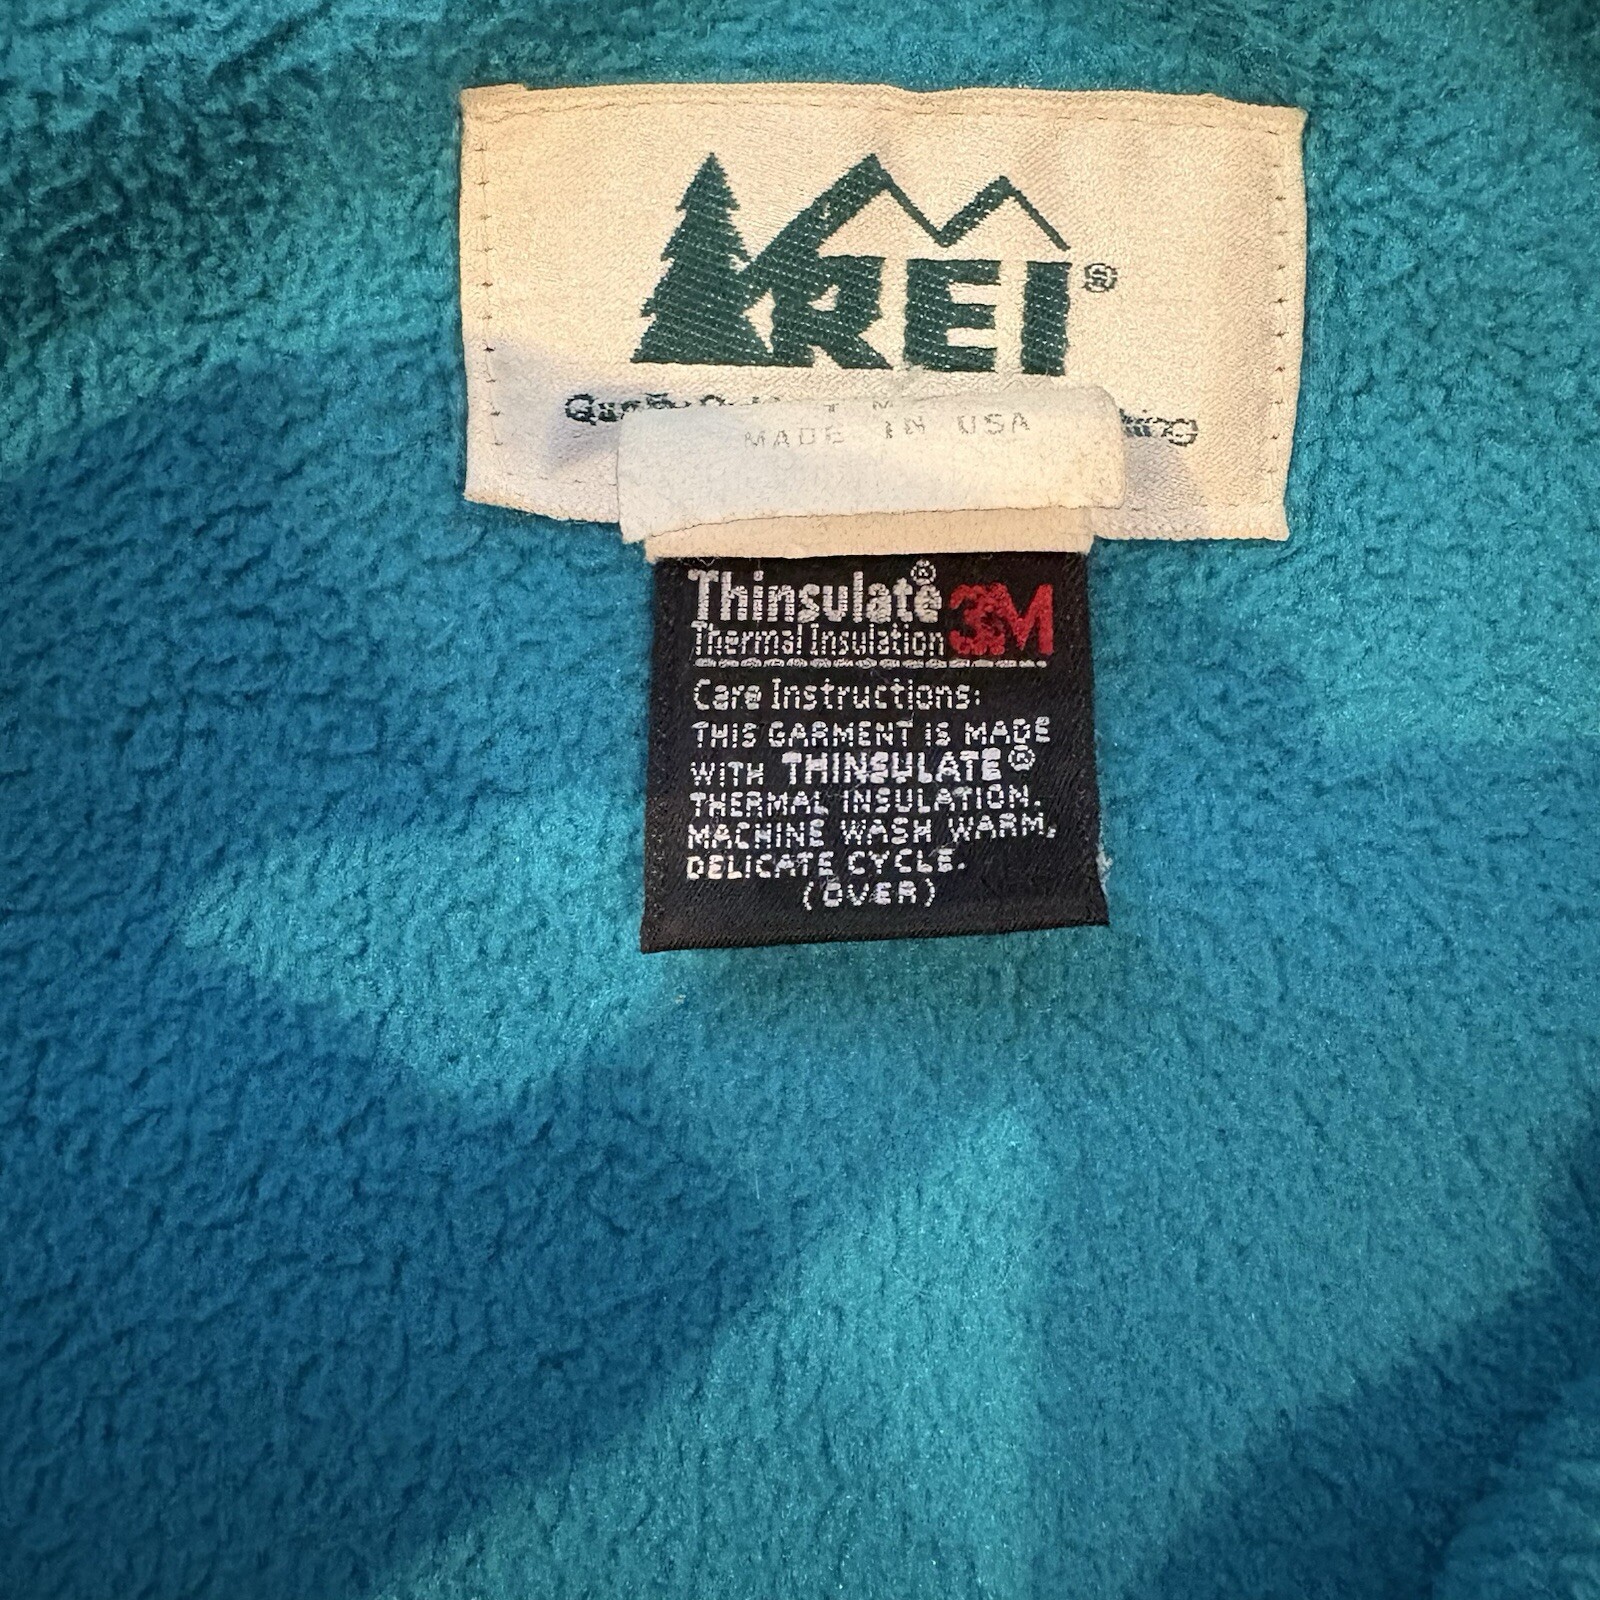 REI®
Quality
MADE IN USA
Thinsulate® 3M
Thermal Insulation
Care Instructions:
THIS GARMENT IS MADE
WITH THINSULATE®
THERMAL INSULATION.
MACHINE WASH WARM,
DELICATE CYCLE.
(OVER)